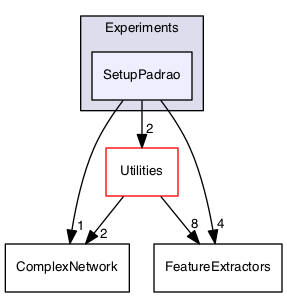 Experiments
SetupPadrao
2
Utilities
1
2
8
4
ComplexNetwork
FeatureExtractors